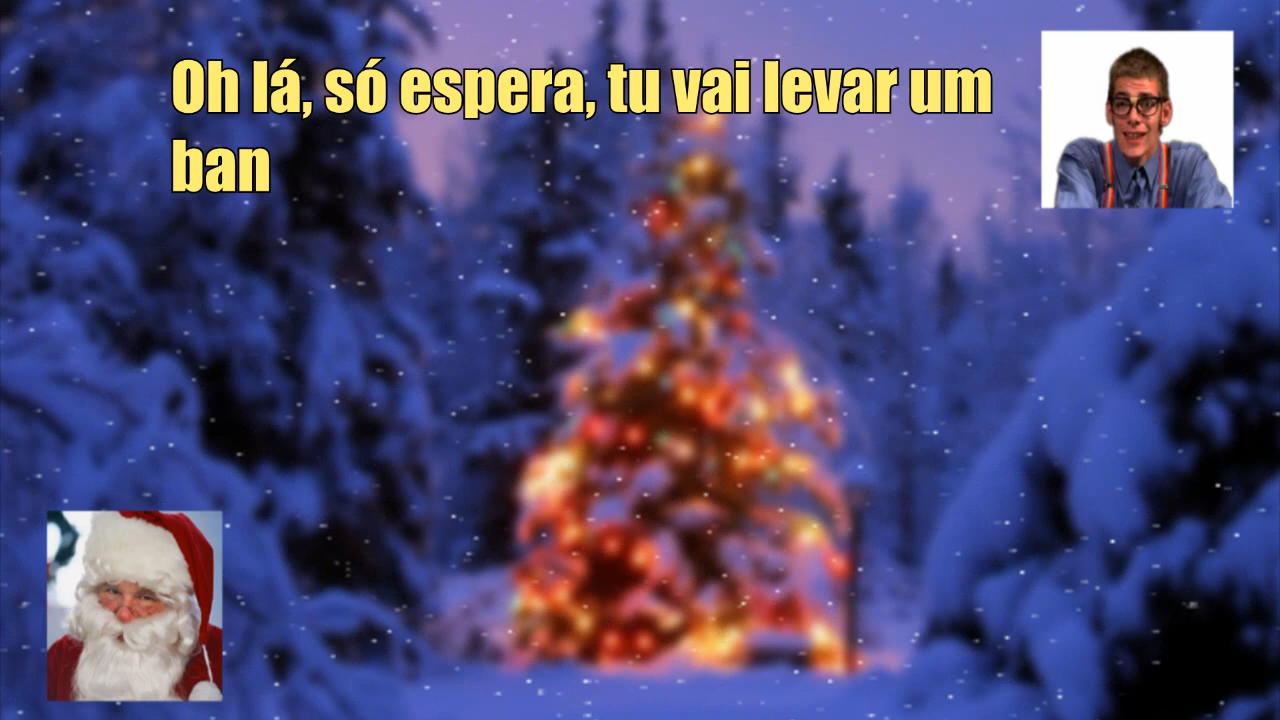 Oh lá, só espera, tu vai levar um
ban